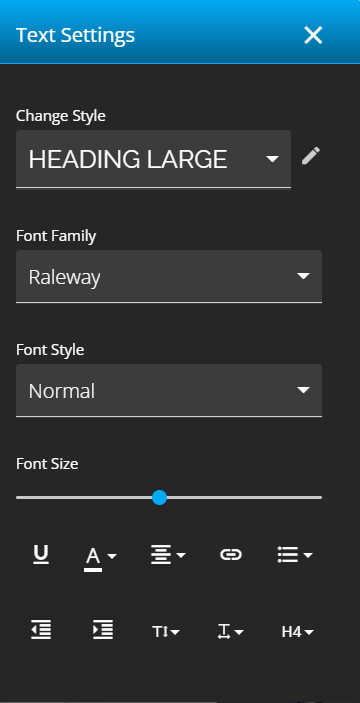 Text Settings
Change Style
HEADING LARGE
Font Family
Raleway
Font Style
Normal
Font Size
U A
T T H4